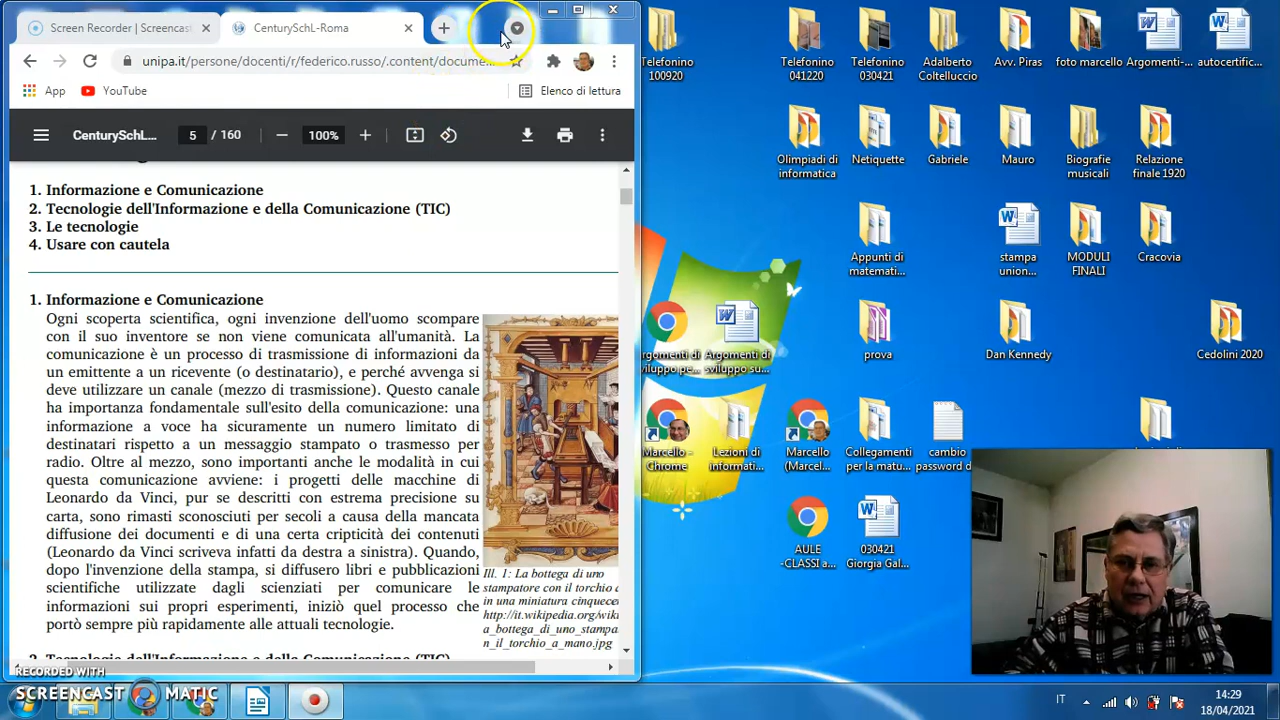 Screen Recorder | Screencast
CenturySchL-Roma
unipa.it/persone/docenti/r/federico.russo/.content/docume...
App
YouTube
Elenco di lettura
CenturySchL...
5 / 160
100%
1. Informazione e Comunicazione
2. Tecnologie dell'Informazione e della Comunicazione (TIC)
3. Le tecnologie
4. Usare con cautela
1. Informazione e Comunicazione
Ogni scoperta scientifica, ogni invenzione dell'uomo scompare
con il suo inventore se non viene comunicata all'umanità. La
comunicazione è un processo di trasmissione di informazioni da
un emittente a un ricevente (o destinatario), e perché avvenga si
deve utilizzare un canale (mezzo di trasmissione). Questo canale
ha importanza fondamentale sull'esito della comunicazione: una
informazione a voce ha sicuramente un numero limitato di
destinatari rispetto a un messaggio stampato o trasmesso per
radio. Oltre al mezzo, sono importanti anche le modalità in cui
questa comunicazione avviene: i progetti delle macchine di
Leonardo da Vinci, pur se descritti con estrema precisione su
carta, sono rimasti sconosciuti per secoli a causa della mancata
diffusione dei documenti e di una certa cripticità dei contenuti
(Leonardo da Vinci scriveva infatti da destra a sinistra). Quando,
dopo l'invenzione della stampa, si diffusero libri e pubblicazioni
scientifiche utilizzate dagli scienziati per comunicare le
informazioni sui propri esperimenti, iniziò quel processo che
portò sempre più rapidamente alle attuali tecnologie.
Ill. 1: La bottega di uno
stampatore con il torchio a
in una miniatura cinquece
http://it.wikipedia.org/wiki
a_bottega_di_uno_stampa
n_il_torchio_a_mano.jpg
2. Tecnologie dell'Informazione e della Comunicazione (TIC)
RECORDED WITH
SCREENCAST MATIC
Telefonino
100920
Telefonino
041220
Telefonino
030421
Adalberto
Coltelluccio
Avv. Piras
foto marcello
Argomenti-...
autocertific...
Olimpiadi di
informatica
Netiquette
Gabriele
Mauro
Biografie
musicali
Relazione
finale 1920
Appunti di
matemati...
stampa
union...
MODULI
FINALI
Cracovia
Argomenti di
sviluppo su...
prova
Dan Kennedy
Cedolini 2020
Marcello -
Chrome
Lezioni di
informati...
Marcello
(Marcel...
Collegamenti
per la matu...
cambio
password d
AULE
-CLASSI a...
030421
Giorgia Gal...
IT
14:29
18/04/2021